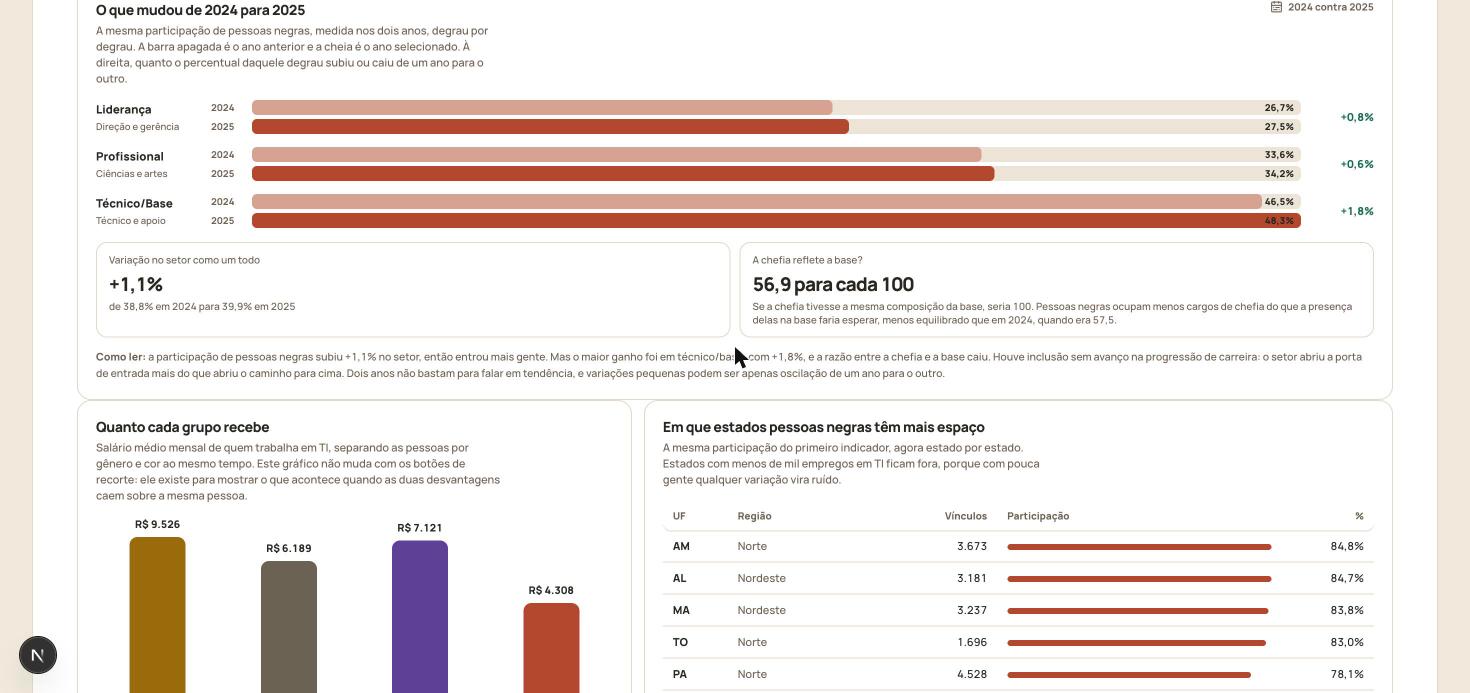 O que mudou de 2024 para 2025
2024 contra 2025
A mesma participação de pessoas negras, medida nos dois anos, degrau por
degrau. A barra apagada é o ano anterior e a cheia é o ano selecionado. À
direita, quanto o percentual daquele degrau subiu ou caiu de um ano para o
outro.
Liderança 2024 26,7%
Direção e gerência 2025 27,5%
+0,8%
Profissional 2024 33,6%
Ciências e artes 2025 34,2%
+0,6%
Técnico/Base 2024 46,5%
Técnico e apoio 2025 48,3%
+1,8%
Variação no setor como um todo
+1,1%
de 38,8% em 2024 para 39,9% em 2025
A chefia reflete a base?
56,9 para cada 100
Se a chefia tivesse a mesma composição da base, seria 100. Pessoas negras ocupam menos cargos de chefia do que a presença
delas na base faria esperar, menos equilibrado que em 2024, quando era 57,5.
Como ler: a participação de pessoas negras subiu +1,1% no setor, então entrou mais gente. Mas o maior ganho foi em técnico/base com +1,8%, e a razão entre a chefia e a base caiu. Houve inclusão sem avanço na progressão de carreira: o setor abriu a porta
de entrada mais do que abriu o caminho para cima. Dois anos não bastam para falar em tendência, e variações pequenas podem ser apenas oscilação de um ano para o outro.
Quanto cada grupo recebe
Salário médio mensal de quem trabalha em TI, separando as pessoas por
gênero e cor ao mesmo tempo. Este gráfico não muda com os botões de
recorte: ele existe para mostrar o que acontece quando as duas desvantagens
caem sobre a mesma pessoa.
R$ 9.526
R$ 6.189
R$ 7.121
R$ 4.308
Em que estados pessoas negras têm mais espaço
A mesma participação do primeiro indicador, agora estado por estado.
Estados com menos de mil empregos em TI ficam fora, porque com pouca
gente qualquer variação vira ruído.
UF Região Vínculos Participação %
AM Norte 3.673 84,8%
AL Nordeste 3.181 84,7%
MA Nordeste 3.237 83,8%
TO Norte 1.696 83,0%
PA Norte 4.528 78,1%
N